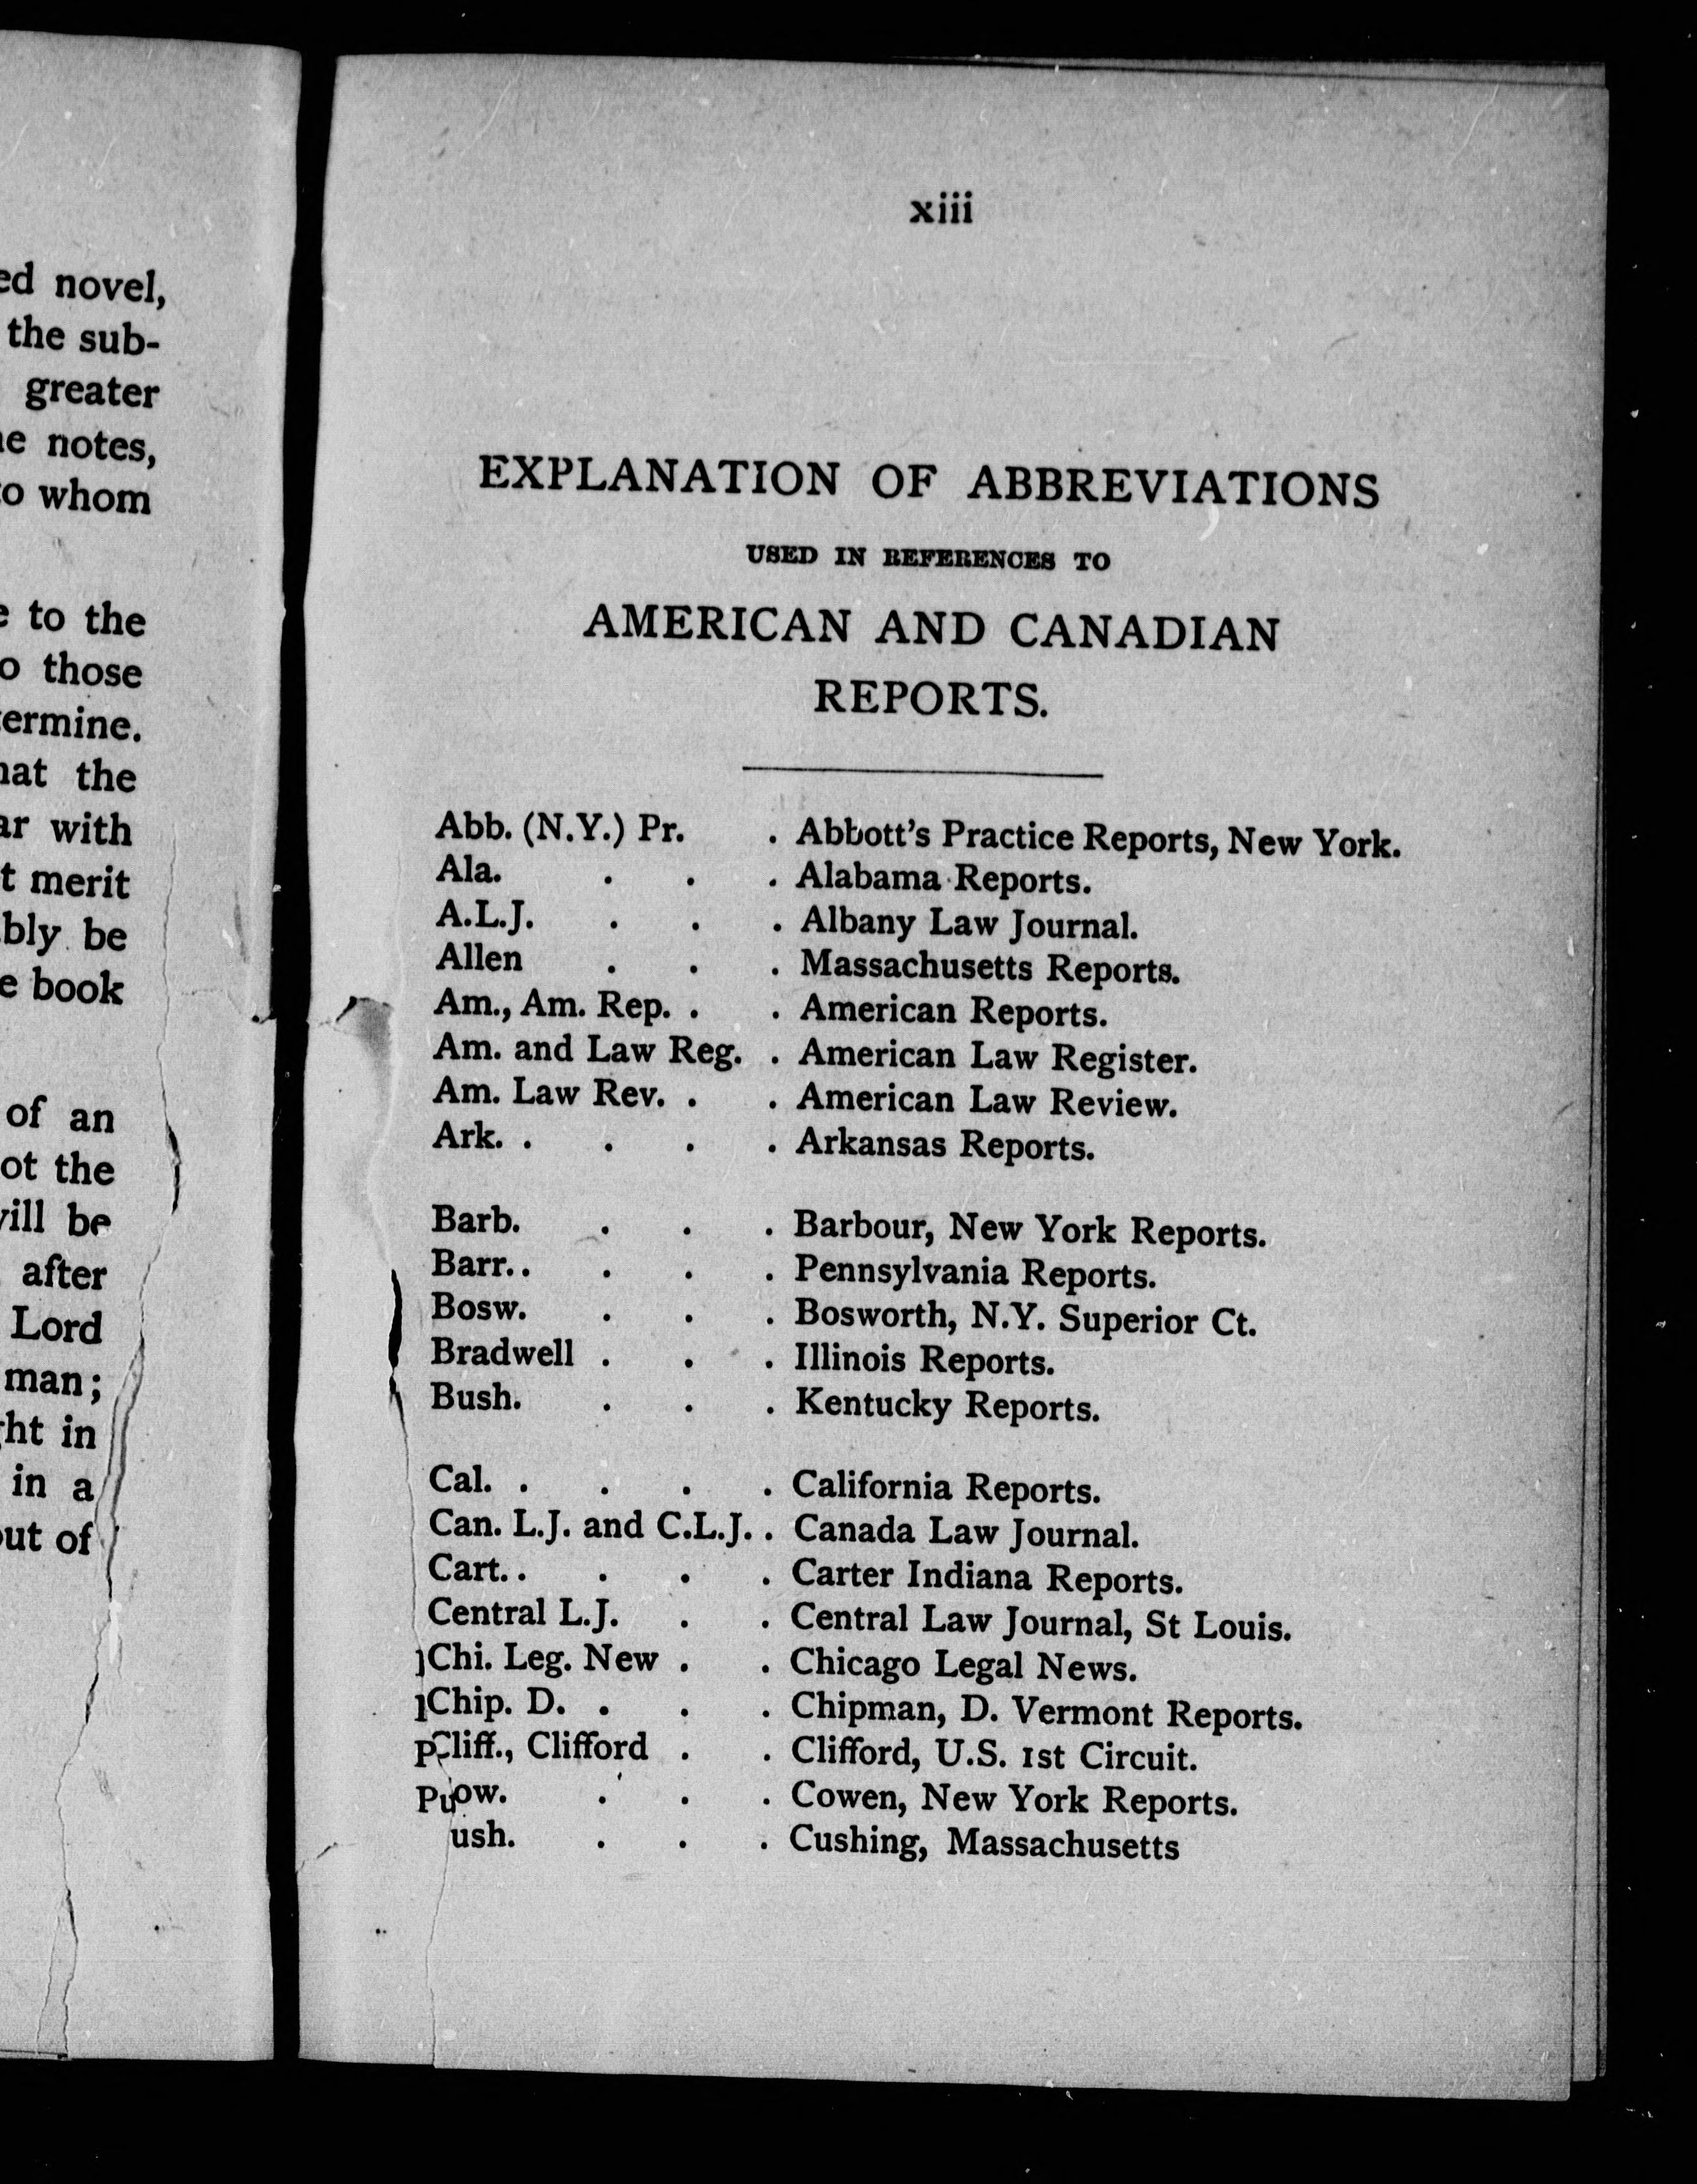 ed novel,
the sub-
greater
notes,
whom
to the
those
ermine.
the
with
merit
be
book
of an
the
be
after
Lord
man;
in
in a
of
xiii
EXPLANATION OF ABBREVIATIONS
USED IN REFERENCES TO
AMERICAN AND CANADIAN
REPORTS.
Abb. (N.Y.) Pr. . Abbott's Practice Reports, New York.
Ala. . . . Alabama Reports.
A.L.J. . . . Albany Law Journal.
Allen . . . Massachusetts Reports.
Am., Am. Rep. . . American Reports.
Am. and Law Reg. . American Law Register.
Am. Law Rev. . . American Law Review.
Ark. . . . . Arkansas Reports.
Barb. . . . Barbour, New York Reports.
Barr. . . . . Pennsylvania Reports.
Bosw. . . . Bosworth, N.Y. Superior Ct.
Bradwell . . . Illinois Reports.
Bush. . . . Kentucky Reports.
Cal. . . . . California Reports.
Can. L.J. and C.L.J. . Canada Law Journal.
Cart. . . . . Carter Indiana Reports.
Central L.J. . . Central Law Journal, St Louis.
Chi. Leg. New . . Chicago Legal News.
Chip. D. . . . Chipman, D. Vermont Reports.
Cliff., Clifford . . Clifford, U.S. 1st Circuit.
ow. . . . Cowen, New York Reports.
ush. . . . Cushing, Massachusetts